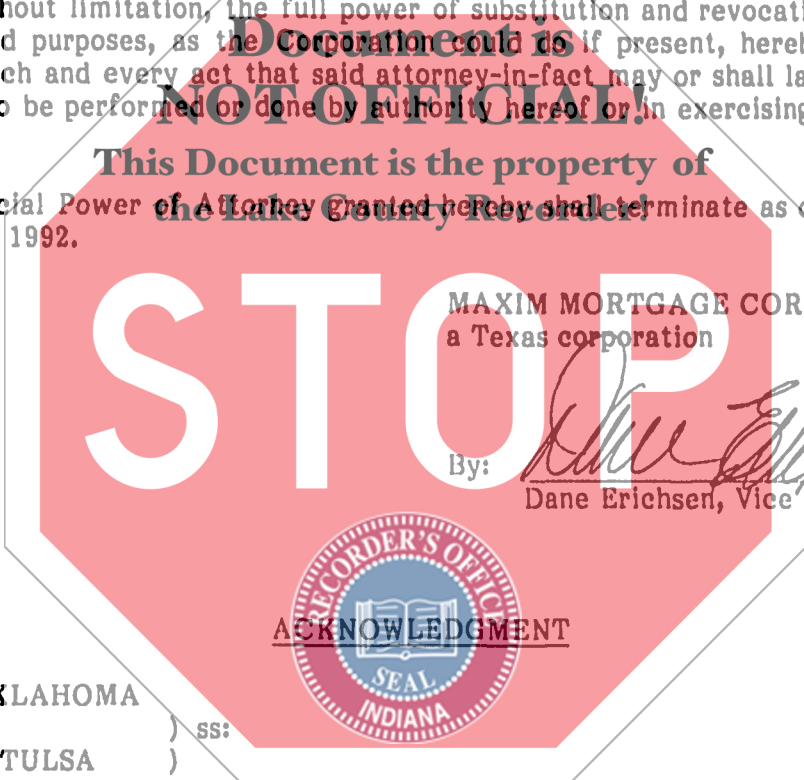 hout limitation, the full power of substitution and revocati
d purposes, as the Corporation could do if present, hereb
ch and every act that said attorney-in-fact may or shall la
o be performed or done by authority hereof or in exercising
Document is
NOT OFFICIAL!
This Document is the property of
the Lake County Recorder!
cial Power of Attorney granted hereby shall terminate as o
1992.
STOP
MAXIM MORTGAGE COR
a Texas corporation
By:
Dane Erichsen, Vice
RECORDER'S OFFICE
SEAL
INDIANA
ACKNOWLEDGMENT
KLAHOMA
) ss:
TULSA )